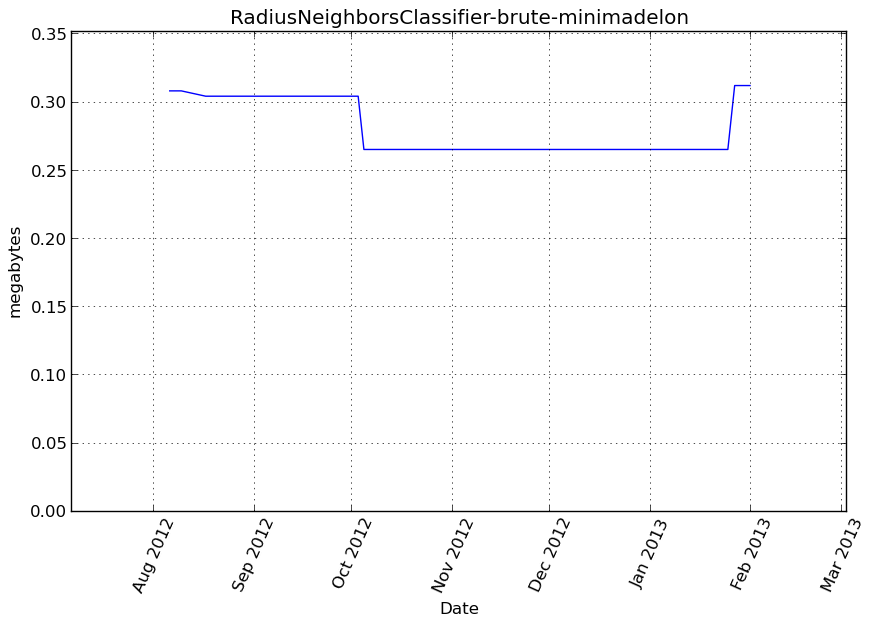 RadiusNeighborsClassifier-brute-minimadelon
0.35
0.30
0.25
0.20
0.15
0.10
0.05
0.00
megabytes
Aug 2012
Sep 2012
Oct 2012
Nov 2012
Dec 2012
Jan 2013
Feb 2013
Mar 2013
Date